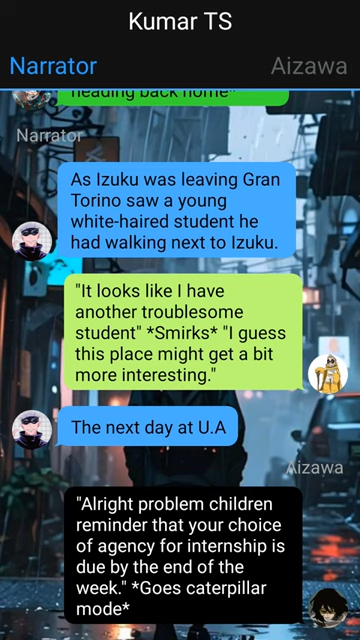 Kumar TS
Narrator
Aizawa
heading back home*
Narrator
As Izuku was leaving Gran
Torino saw a young
white-haired student he
had walking next to Izuku.
"It looks like I have
another troublesome
student" *Smirks* "I guess
this place might get a bit
more interesting."
The next day at U.A
Aizawa
"Alright problem children
reminder that your choice
of agency for internship is
due by the end of the
week." *Goes caterpillar
mode*